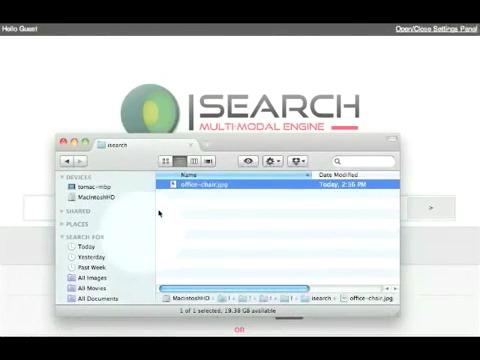 Hello Guest
Open/Close Settings Panel
ISEARCH
MULTI-MODAL ENGINE
isearch
DEVICES
tomac-mbp
MacintoshHD
SHARED
PLACES
SEARCH FOR
Today
Yesterday
Past Week
All Images
All Movies
All Documents
Name
Date Modified
office-chair.jpg
Today, 2:36 PM
>
MacintoshHD
isearch
office-chair.jpg
1 of 1 selected, 19.38 GB available
OR